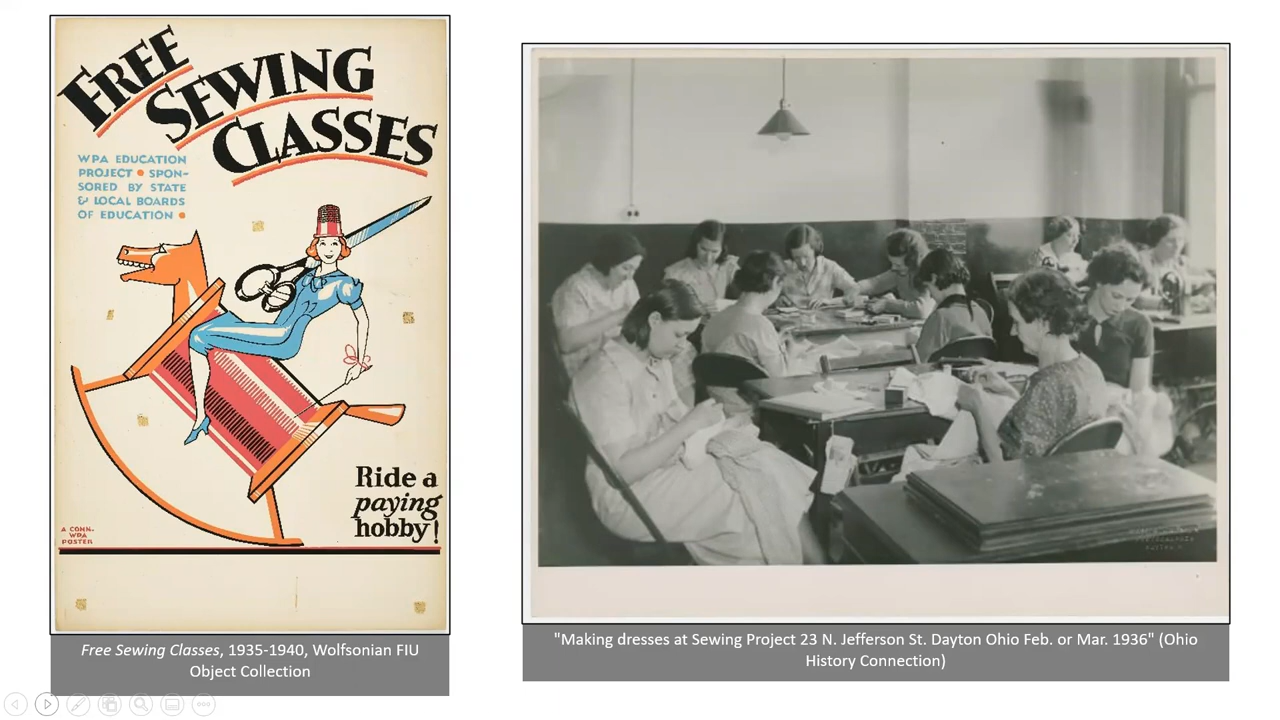 FREE
SEWING
CLASSES
WPA EDUCATION
PROJECT • SPON-
SORED BY STATE
& LOCAL BOARDS
OF EDUCATION •
Ride a
paying
hobby!
A CONN-
WPA
POSTER
Free Sewing Classes, 1935-1940, Wolfsonian FIU
Object Collection
"Making dresses at Sewing Project 23 N. Jefferson St. Dayton Ohio Feb. or Mar. 1936" (Ohio
History Connection)